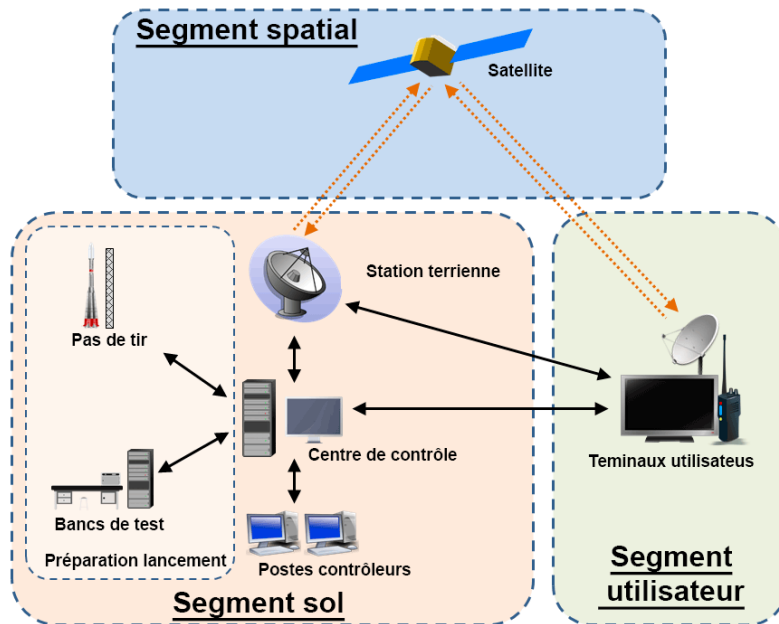 Segment spatial
Satellite
Station terrienne
Pas de tir
Centre de contrôle
Teminaux utilisateus
Bancs de test
Préparation lancement
Postes contrôleurs
Segment sol
Segment
utilisateur